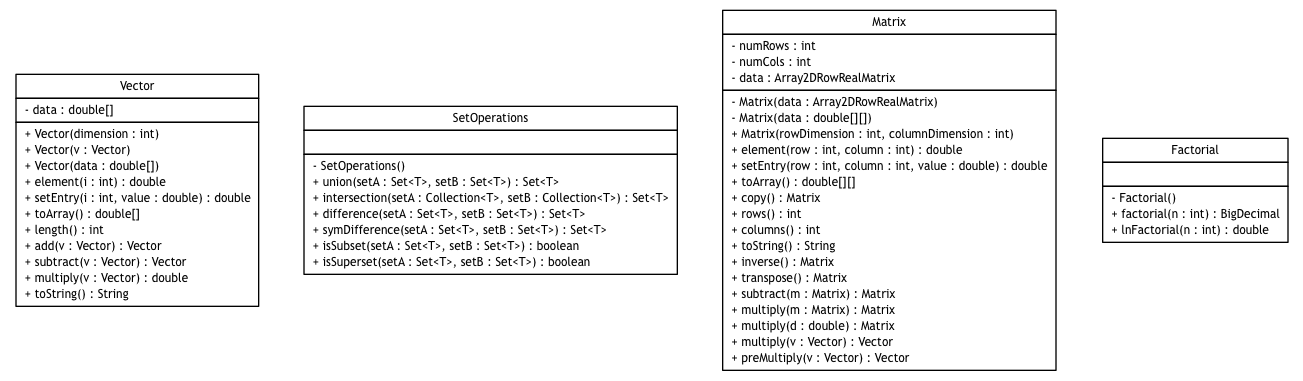 Vector
- data : double[]
+ Vector(dimension : int)
+ Vector(v : Vector)
+ Vector(data : double[])
+ element(i : int) : double
+ setEntry(i : int, value : double) : double
+ toArray() : double[]
+ length() : int
+ add(v : Vector) : Vector
+ subtract(v : Vector) : Vector
+ multiply(v : Vector) : double
+ toString() : String
SetOperations
- SetOperations()
+ union(setA : Set<T>, setB : Set<T>) : Set<T>
+ intersection(setA : Collection<T>, setB : Collection<T>) : Set<T>
+ difference(setA : Set<T>, setB : Set<T>) : Set<T>
+ symDifference(setA : Set<T>, setB : Set<T>) : Set<T>
+ isSubset(setA : Set<T>, setB : Set<T>) : boolean
+ isSuperset(setA : Set<T>, setB : Set<T>) : boolean
Matrix
- numRows : int
- numCols : int
- data : Array2DRowRealMatrix
- Matrix(data : Array2DRowRealMatrix)
- Matrix(data : double[][])
+ Matrix(rowDimension : int, columnDimension : int)
+ element(row : int, column : int) : double
+ setEntry(row : int, column : int, value : double) : double
+ toArray() : double[][]
+ copy() : Matrix
+ rows() : int
+ columns() : int
+ toString() : String
+ inverse() : Matrix
+ transpose() : Matrix
+ subtract(m : Matrix) : Matrix
+ multiply(m : Matrix) : Matrix
+ multiply(d : double) : Matrix
+ multiply(v : Vector) : Vector
+ preMultiply(v : Vector) : Vector
Factorial
- Factorial()
+ factorial(n : int) : BigDecimal
+ lnFactorial(n : int) : double